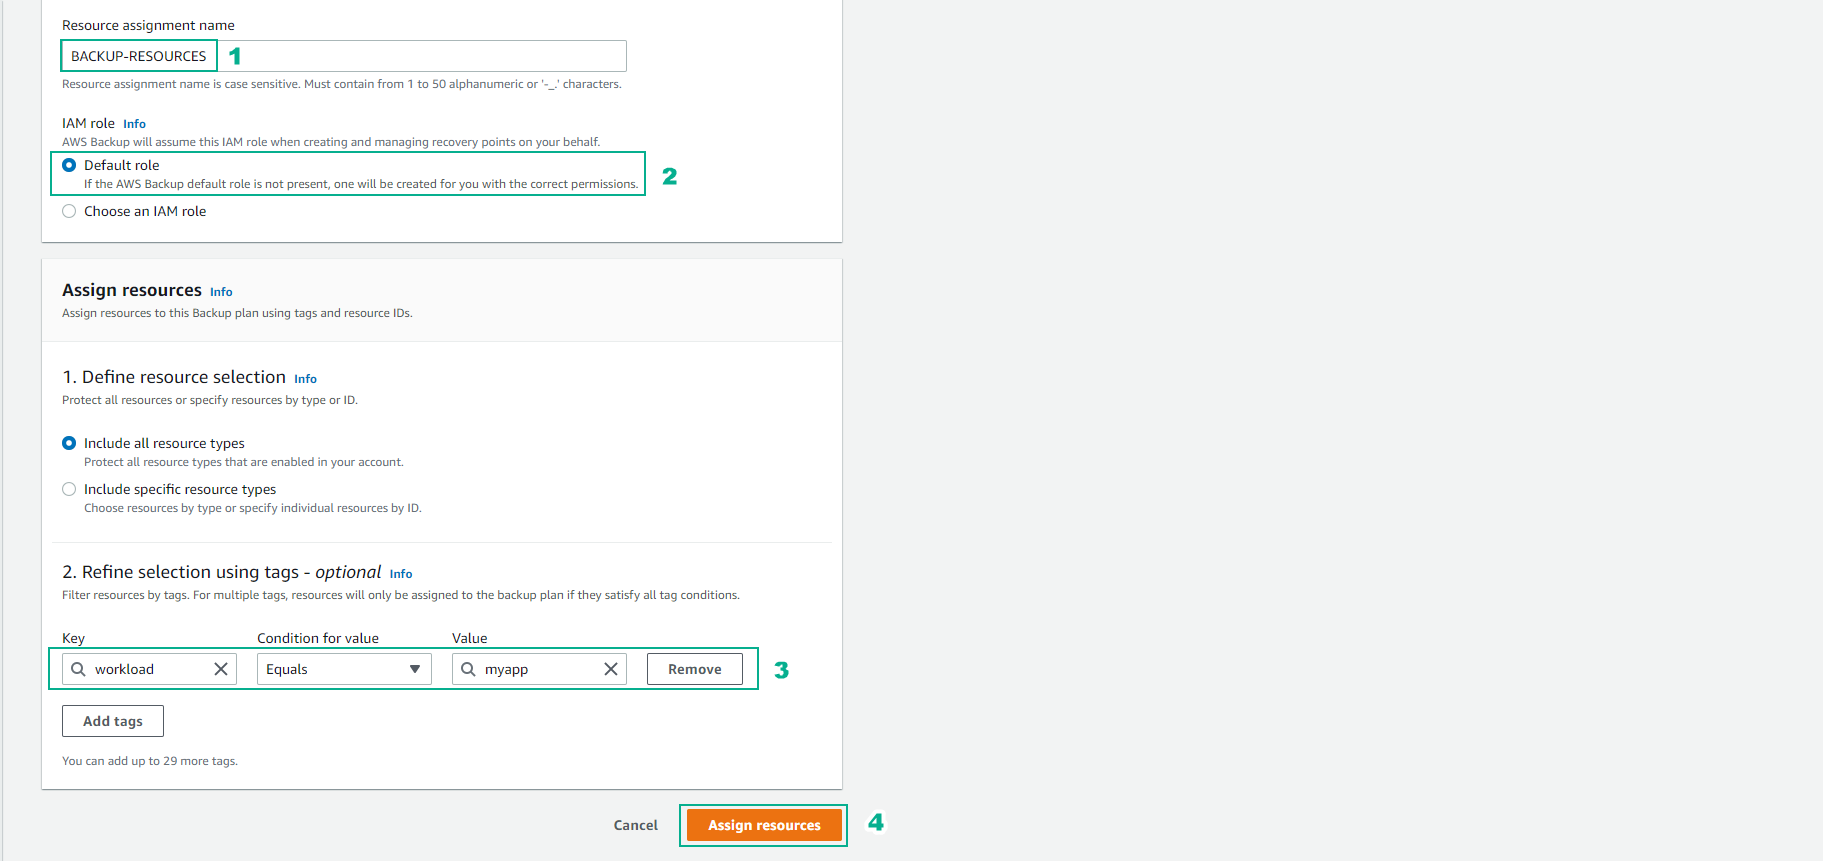 Resource assignment name
BACKUP-RESOURCES 1
Resource assignment name is case sensitive. Must contain from 1 to 50 alphanumeric or '-_.' characters.
IAM role Info
AWS Backup will assume this IAM role when creating and managing recovery points on your behalf.
Default role
If the AWS Backup default role is not present, one will be created for you with the correct permissions.
2
Choose an IAM role
Assign resources Info
Assign resources to this Backup plan using tags and resource IDs.
1. Define resource selection Info
Protect all resources or specify resources by type or ID.
Include all resource types
Protect all resource types that are enabled in your account.
Include specific resource types
Choose resources by type or specify individual resources by ID.
2. Refine selection using tags - optional Info
Filter resources by tags. For multiple tags, resources will only be assigned to the backup plan if they satisfy all tag conditions.
Key Condition for value Value
workload Equals myapp Remove 3
Add tags
You can add up to 29 more tags.
Cancel Assign resources 4